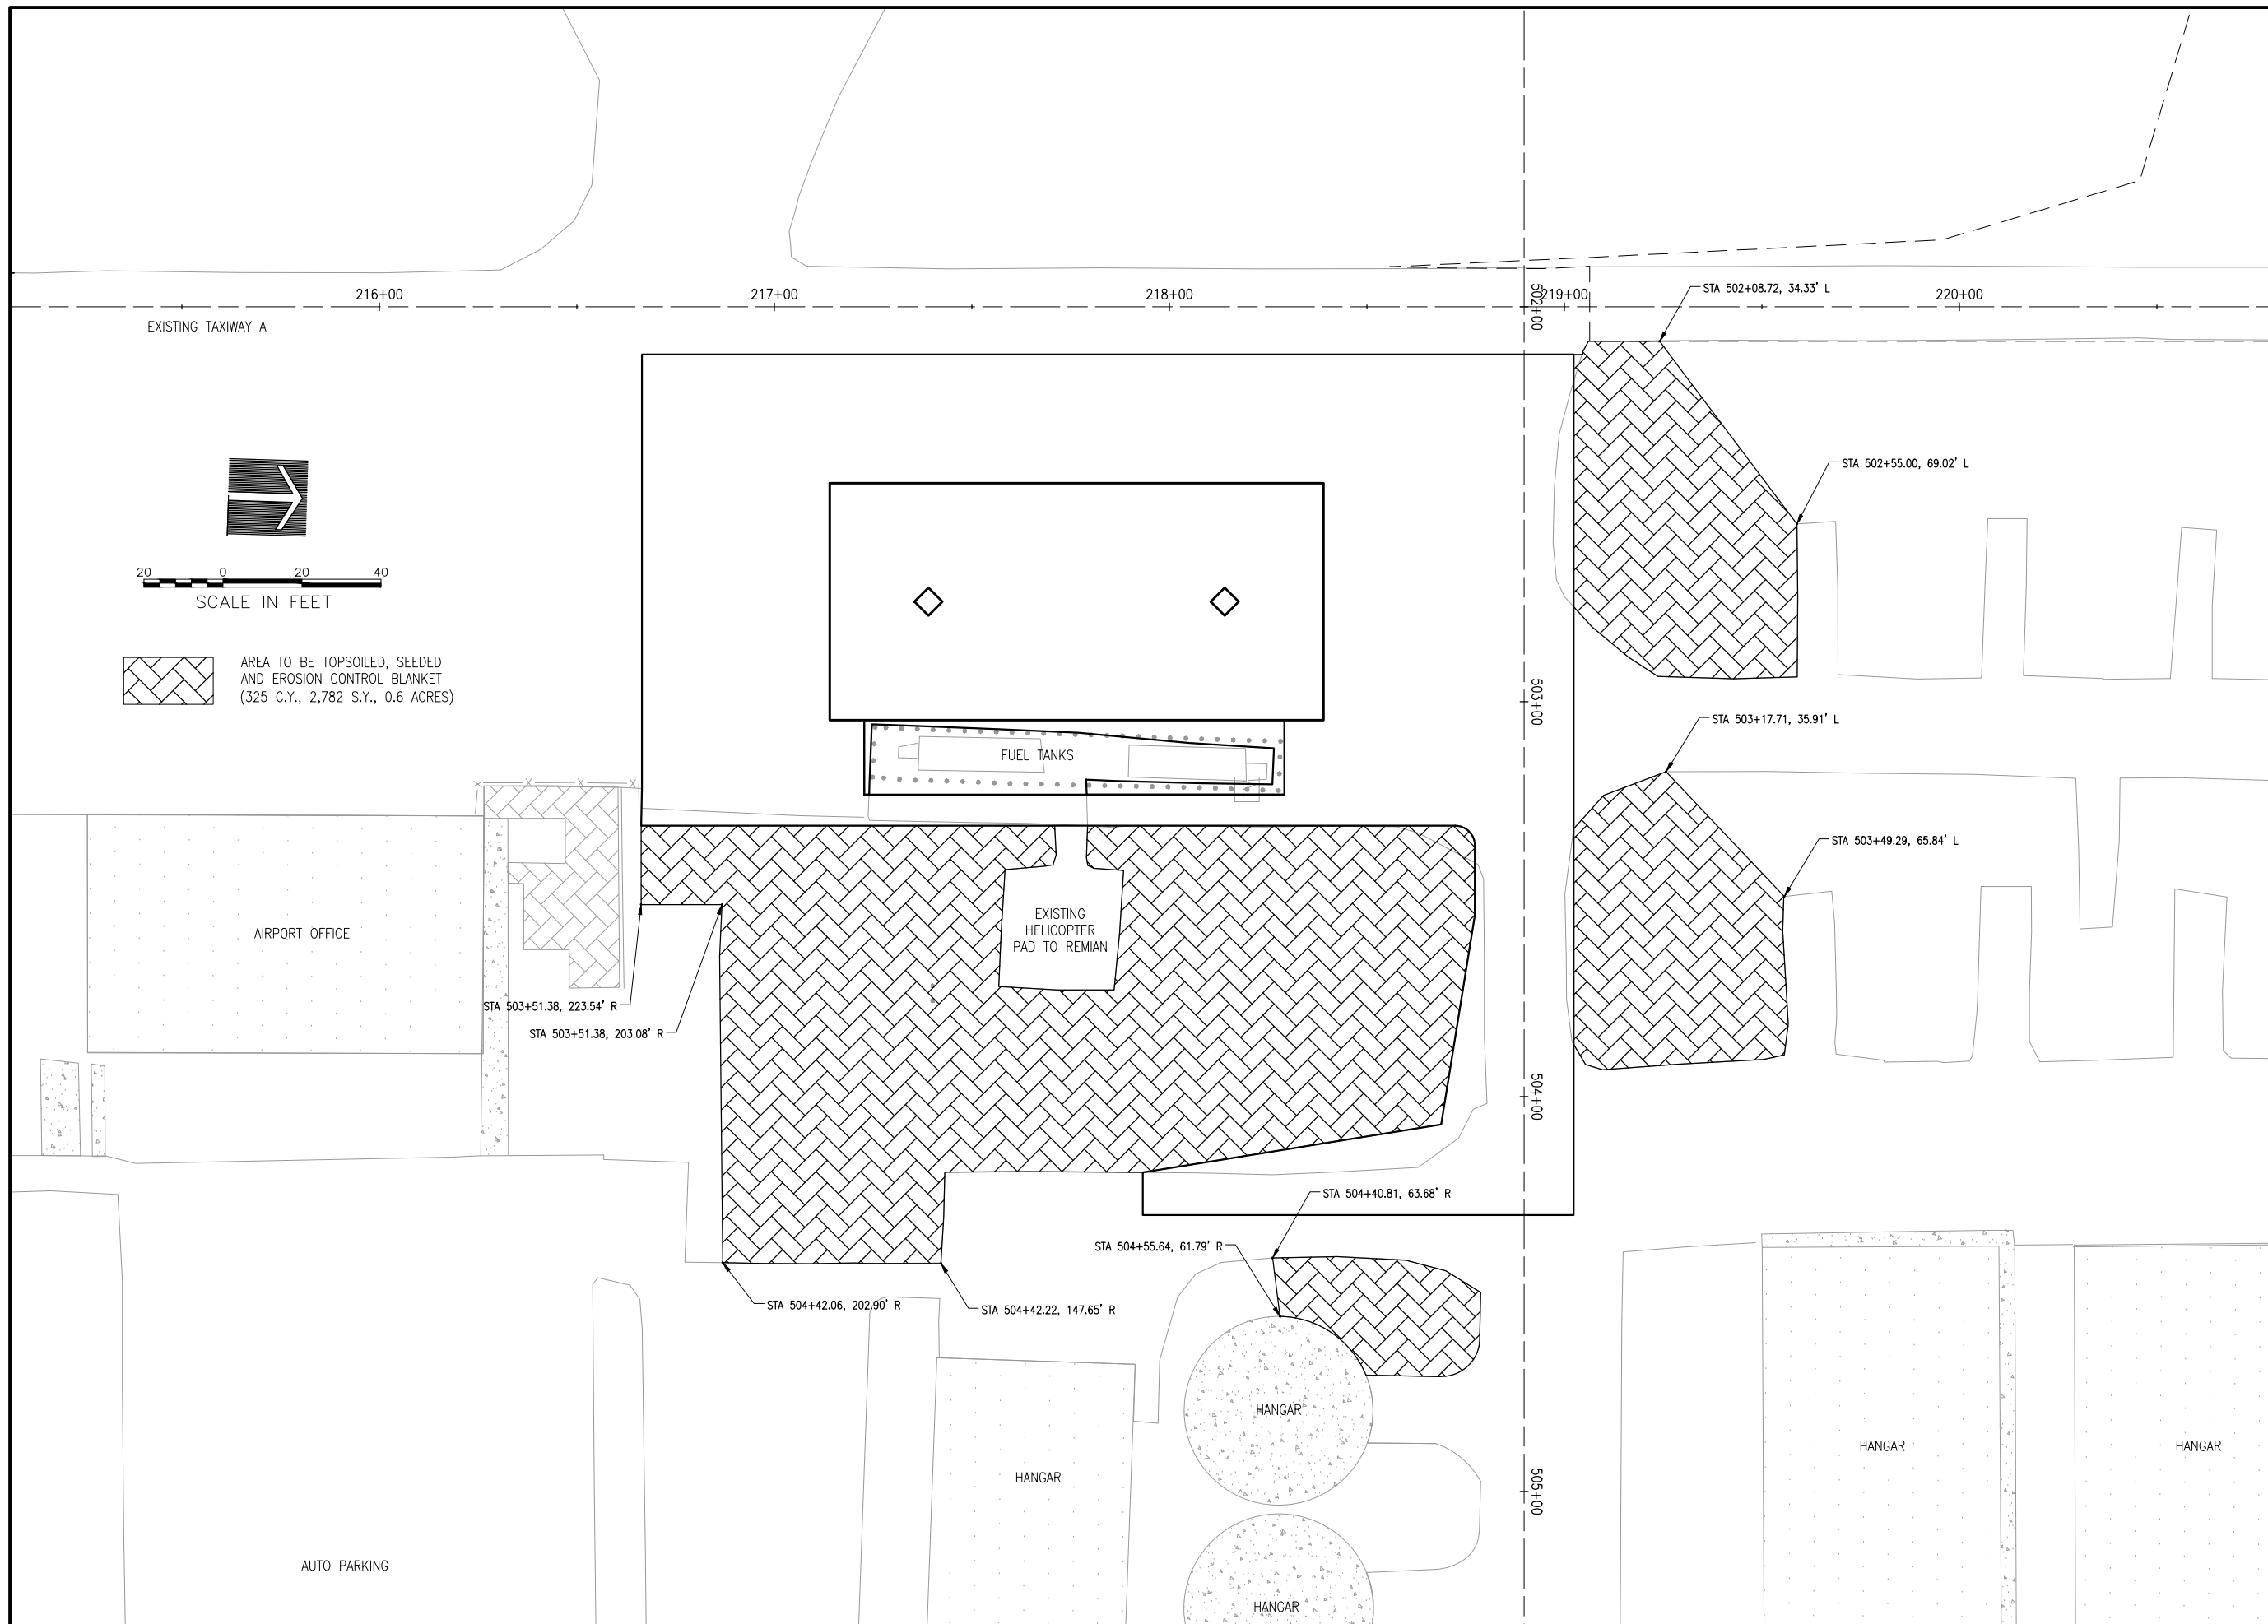 216+00
217+00
218+00
219+00
220+00
502+00
EXISTING TAXIWAY A
STA 502+08.72, 34.33' L
STA 502+55.00, 69.02' L
20 0 20 40
SCALE IN FEET
AREA TO BE TOPSOILED, SEEDED
AND EROSION CONTROL BLANKET
(325 C.Y., 2,782 S.Y., 0.6 ACRES)
503+00
STA 503+17.71, 35.91' L
FUEL TANKS
STA 503+49.29, 65.84' L
AIRPORT OFFICE
EXISTING
HELICOPTER
PAD TO REMIAN
STA 503+51.38, 223.54' R
STA 503+51.38, 203.08' R
504+00
STA 504+40.81, 63.68' R
STA 504+55.64, 61.79' R
STA 504+42.06, 202.90' R
STA 504+42.22, 147.65' R
HANGAR
HANGAR
HANGAR
HANGAR
505+00
AUTO PARKING
HANGAR